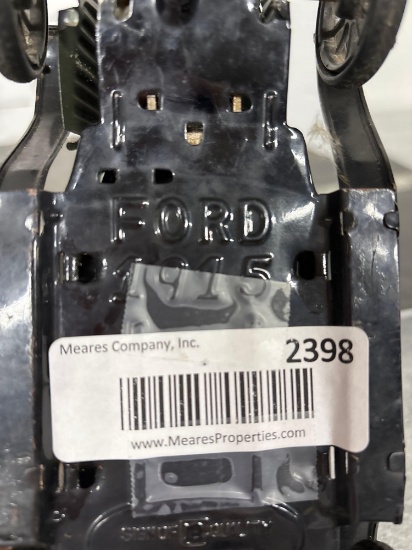 FORD
1915
Meares Company, Inc.
2398
www.MearesProperties.com